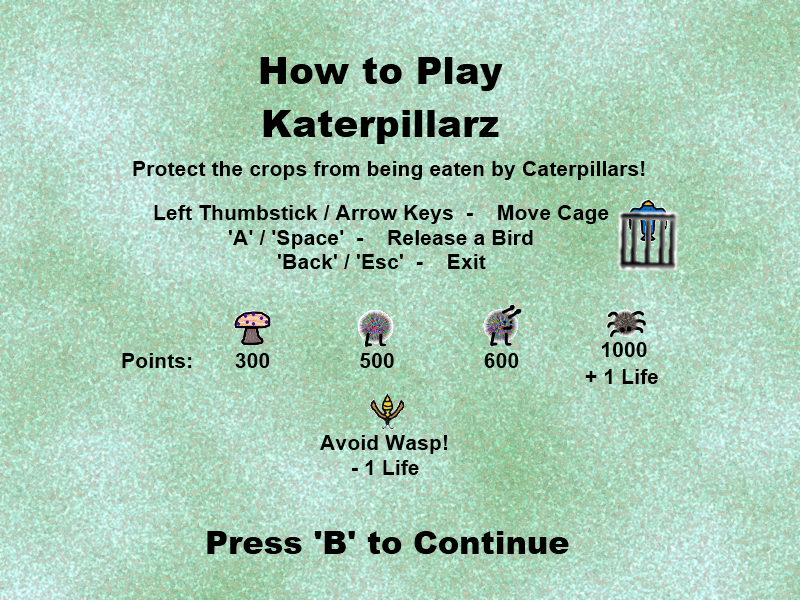 How to Play
Katerpillarz
Protect the crops from being eaten by Caterpillars!
Left Thumbstick / Arrow Keys - Move Cage
'A' / 'Space' - Release a Bird
'Back' / 'Esc' - Exit
Points: 300 500 600 1000
+ 1 Life
Avoid Wasp!
- 1 Life
Press 'B' to Continue